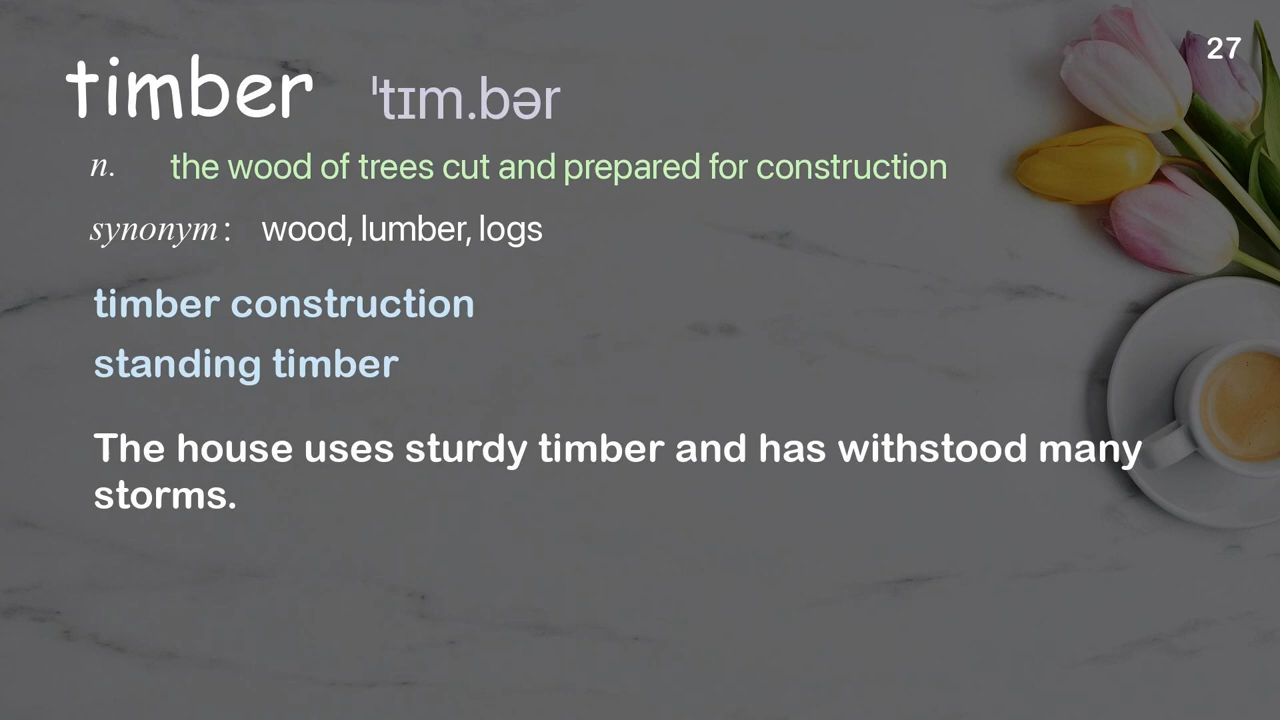 27
timber ˈtɪm.bər
n. the wood of trees cut and prepared for construction
synonym: wood, lumber, logs
timber construction
standing timber
The house uses sturdy timber and has withstood many
storms.